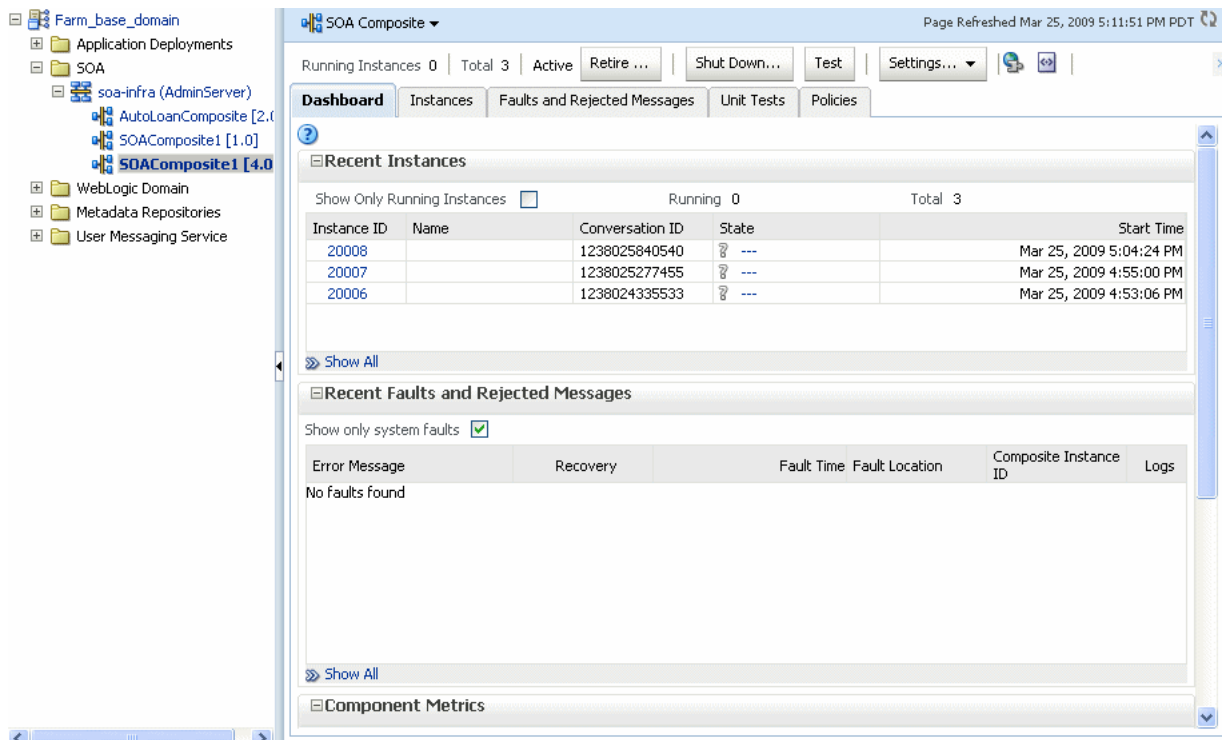 Farm_base_domain
Application Deployments
SOA
soa-infra (AdminServer)
AutoLoanComposite [2.(
SOAComposite1 [1.0]
SOAComposite1 [4.0
WebLogic Domain
Metadata Repositories
User Messaging Service
SOA Composite
Page Refreshed Mar 25, 2009 5:11:51 PM PDT
Running Instances 0 Total 3 Active Retire ... Shut Down... Test Settings...
Dashboard Instances Faults and Rejected Messages Unit Tests Policies
Recent Instances
Show Only Running Instances Running 0 Total 3
Instance ID Name Conversation ID State Start Time
20008 1238025840540 --- Mar 25, 2009 5:04:24 PM
20007 1238025277455 --- Mar 25, 2009 4:55:00 PM
20006 1238024335533 --- Mar 25, 2009 4:53:06 PM
Show All
Recent Faults and Rejected Messages
Show only system faults
Error Message Recovery Fault Time Fault Location Composite Instance ID Logs
No faults found
Show All
Component Metrics